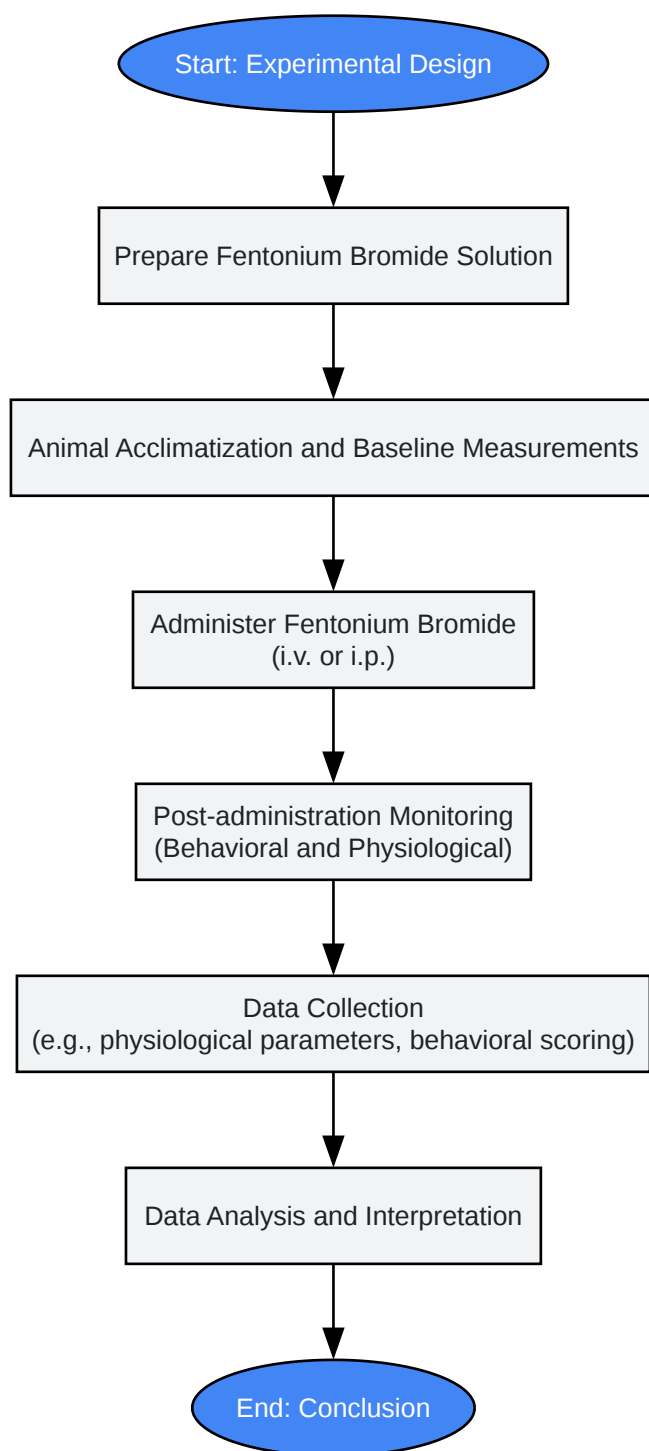 Start: Experimental Design
Prepare Fentonium Bromide Solution
Animal Acclimatization and Baseline Measurements
Administer Fentonium Bromide
(i.v. or i.p.)
Post-administration Monitoring
(Behavioral and Physiological)
Data Collection
(e.g., physiological parameters, behavioral scoring)
Data Analysis and Interpretation
End: Conclusion